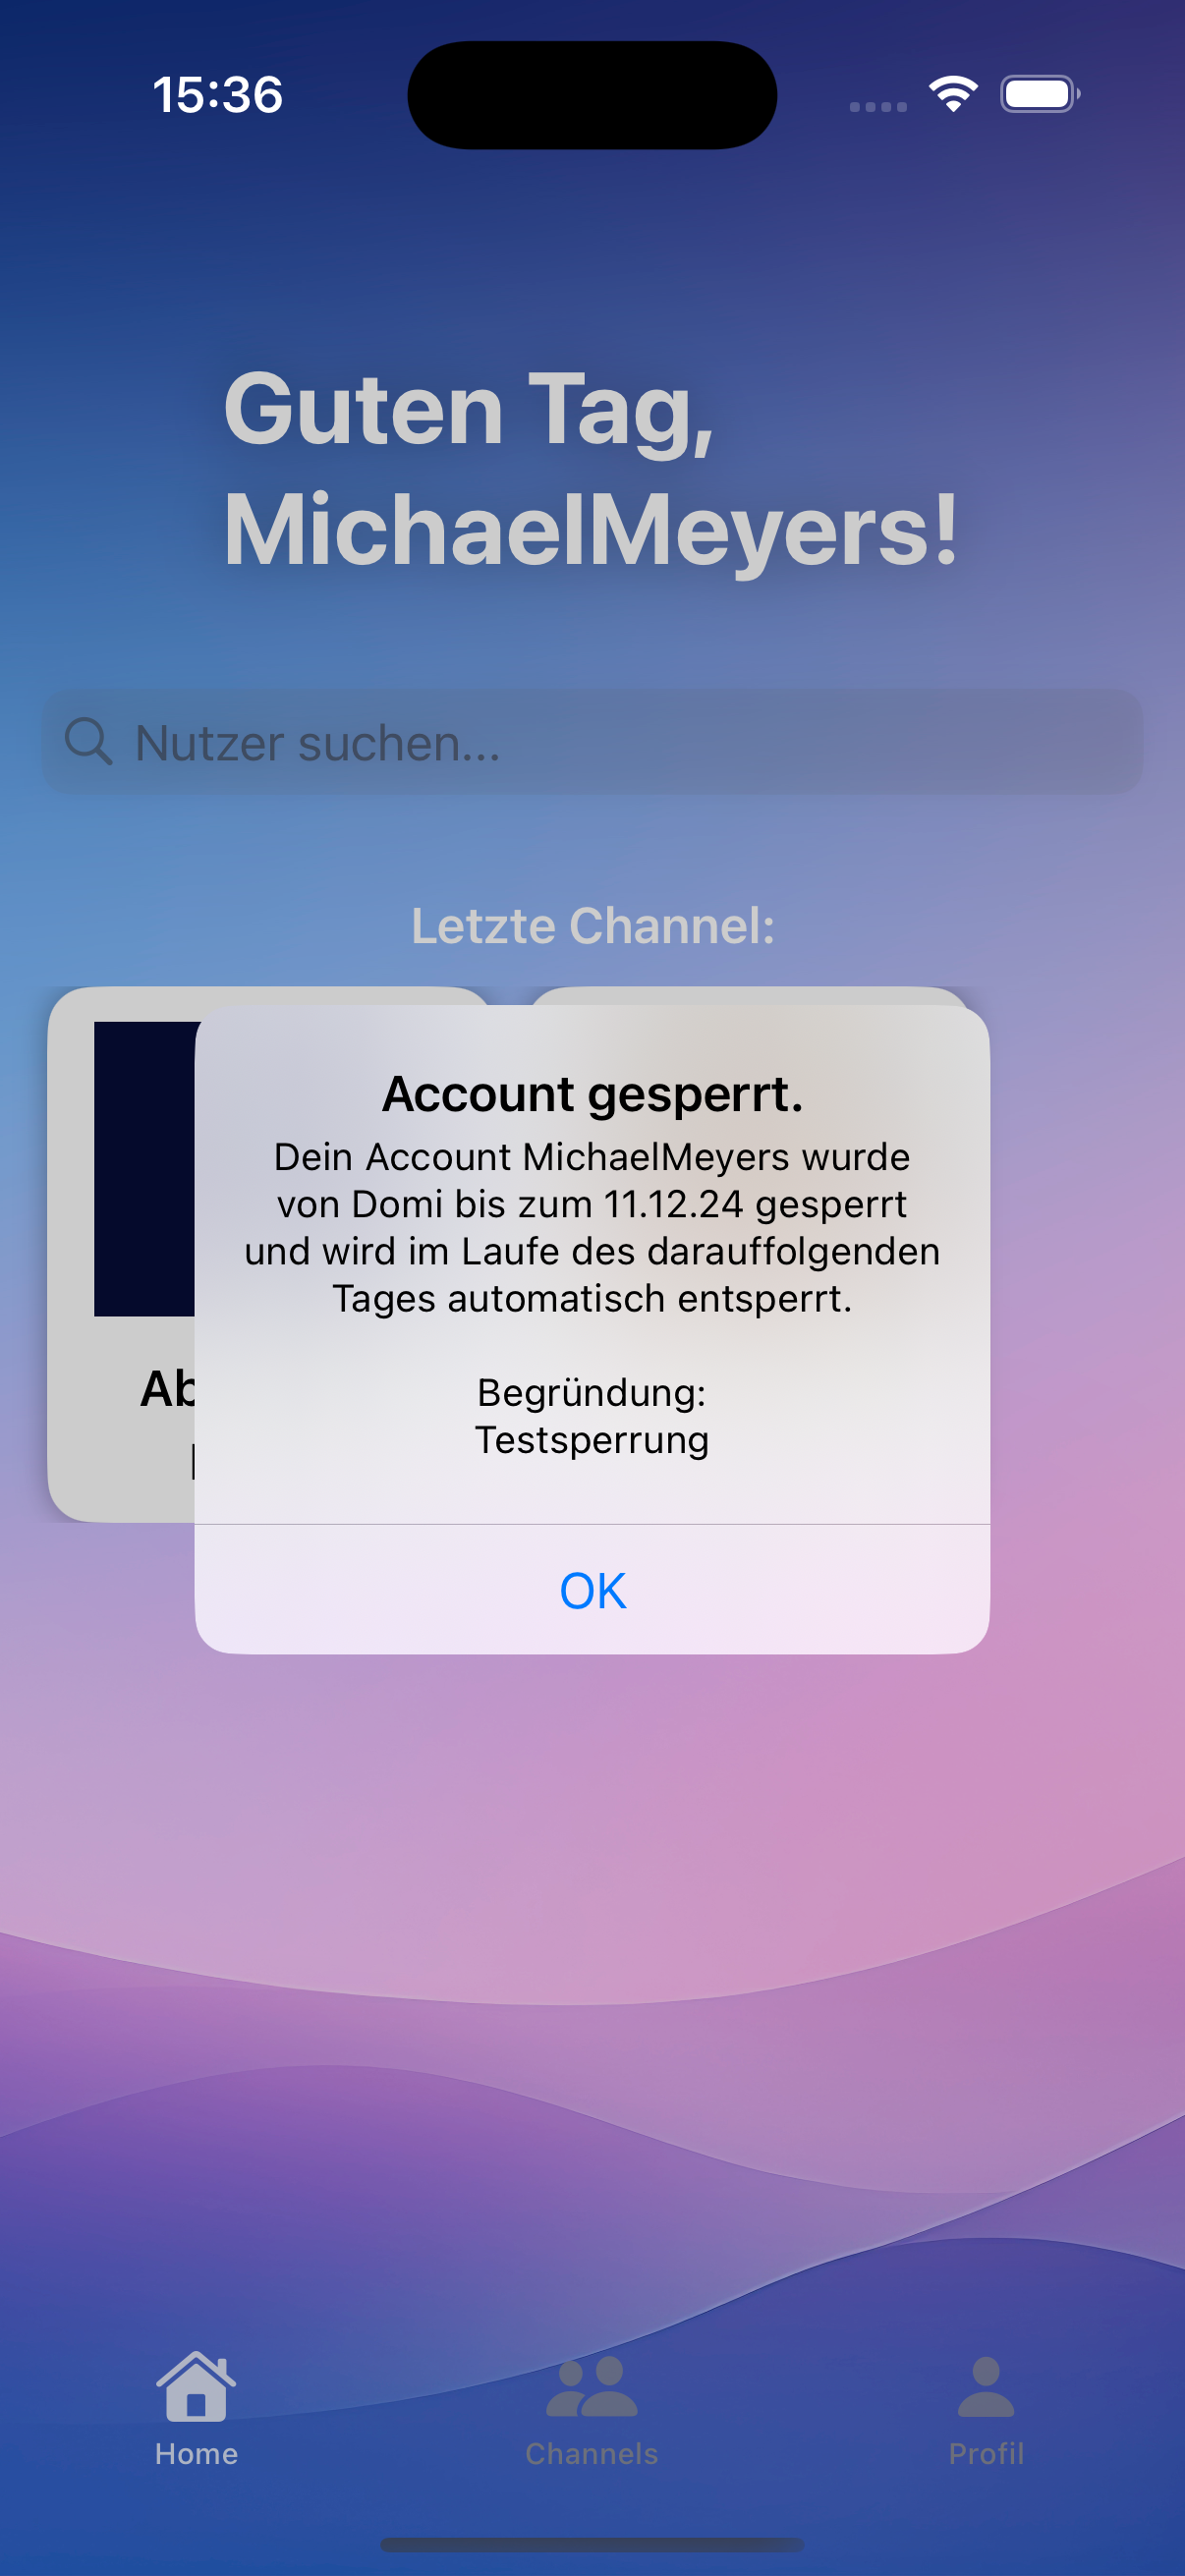 15:36
Guten Tag,
MichaelMeyers!
Nutzer suchen...
Letzte Channel:
Account gesperrt.
Dein Account MichaelMeyers wurde
von Domi bis zum 11.12.24 gesperrt
und wird im Laufe des darauffolgenden
Tages automatisch entsperrt.
Begründung:
Testsperrung
OK
Home
Channels
Profil